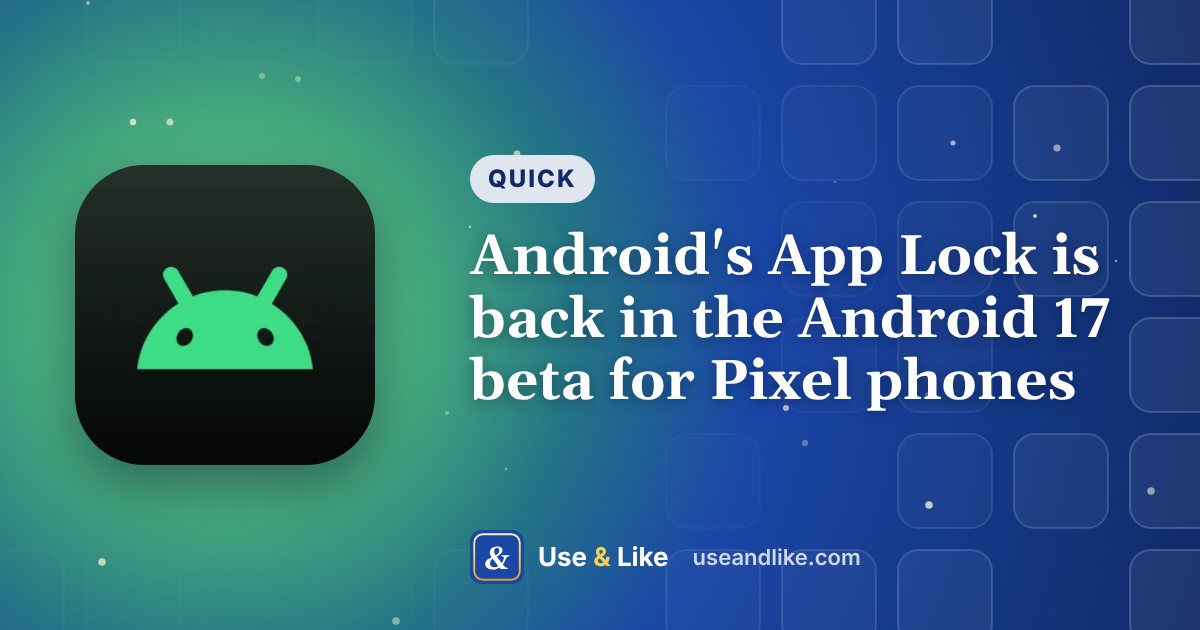 QUICK
Android's App Lock is
back in the Android 17
beta for Pixel phones
& Use & Like useandlike.com